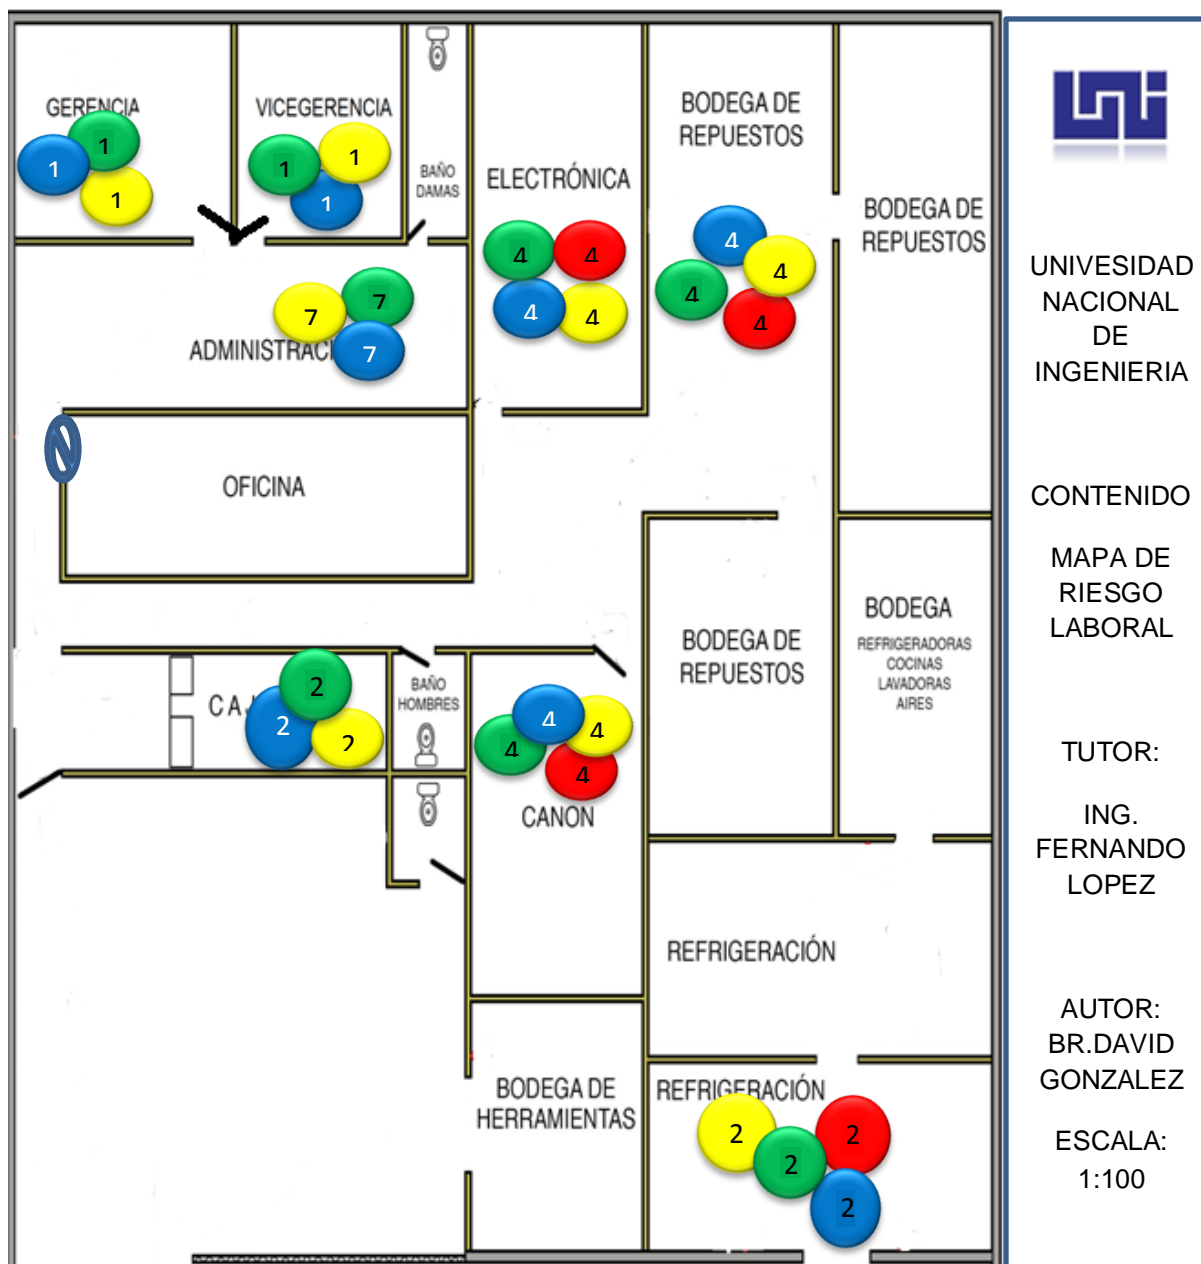 GERENCIA
1
1
1
VICEGERENCIA
1
1
1
BAÑO
DAMAS
ELECTRÓNICA
4
4
4
4
BODEGA DE
REPUESTOS
4
4
4
4
BODEGA DE
REPUESTOS
7
7
7
ADMINISTRACI
OFICINA
CAJ
2
2
2
BAÑO
HOMBRES
4
4
4
4
CANON
BODEGA DE
REPUESTOS
BODEGA
REFRIGERADORAS
COCINAS
LAVADORAS
AIRES
REFRIGERACIÓN
BODEGA DE
HERRAMIENTAS
REFRIGERACIÓN
2
2
2
2
uni
UNIVESIDAD
NACIONAL
DE
INGENIERIA
CONTENIDO
MAPA DE
RIESGO
LABORAL
TUTOR:
ING.
FERNANDO
LOPEZ
AUTOR:
BR.DAVID
GONZALEZ
ESCALA:
1:100